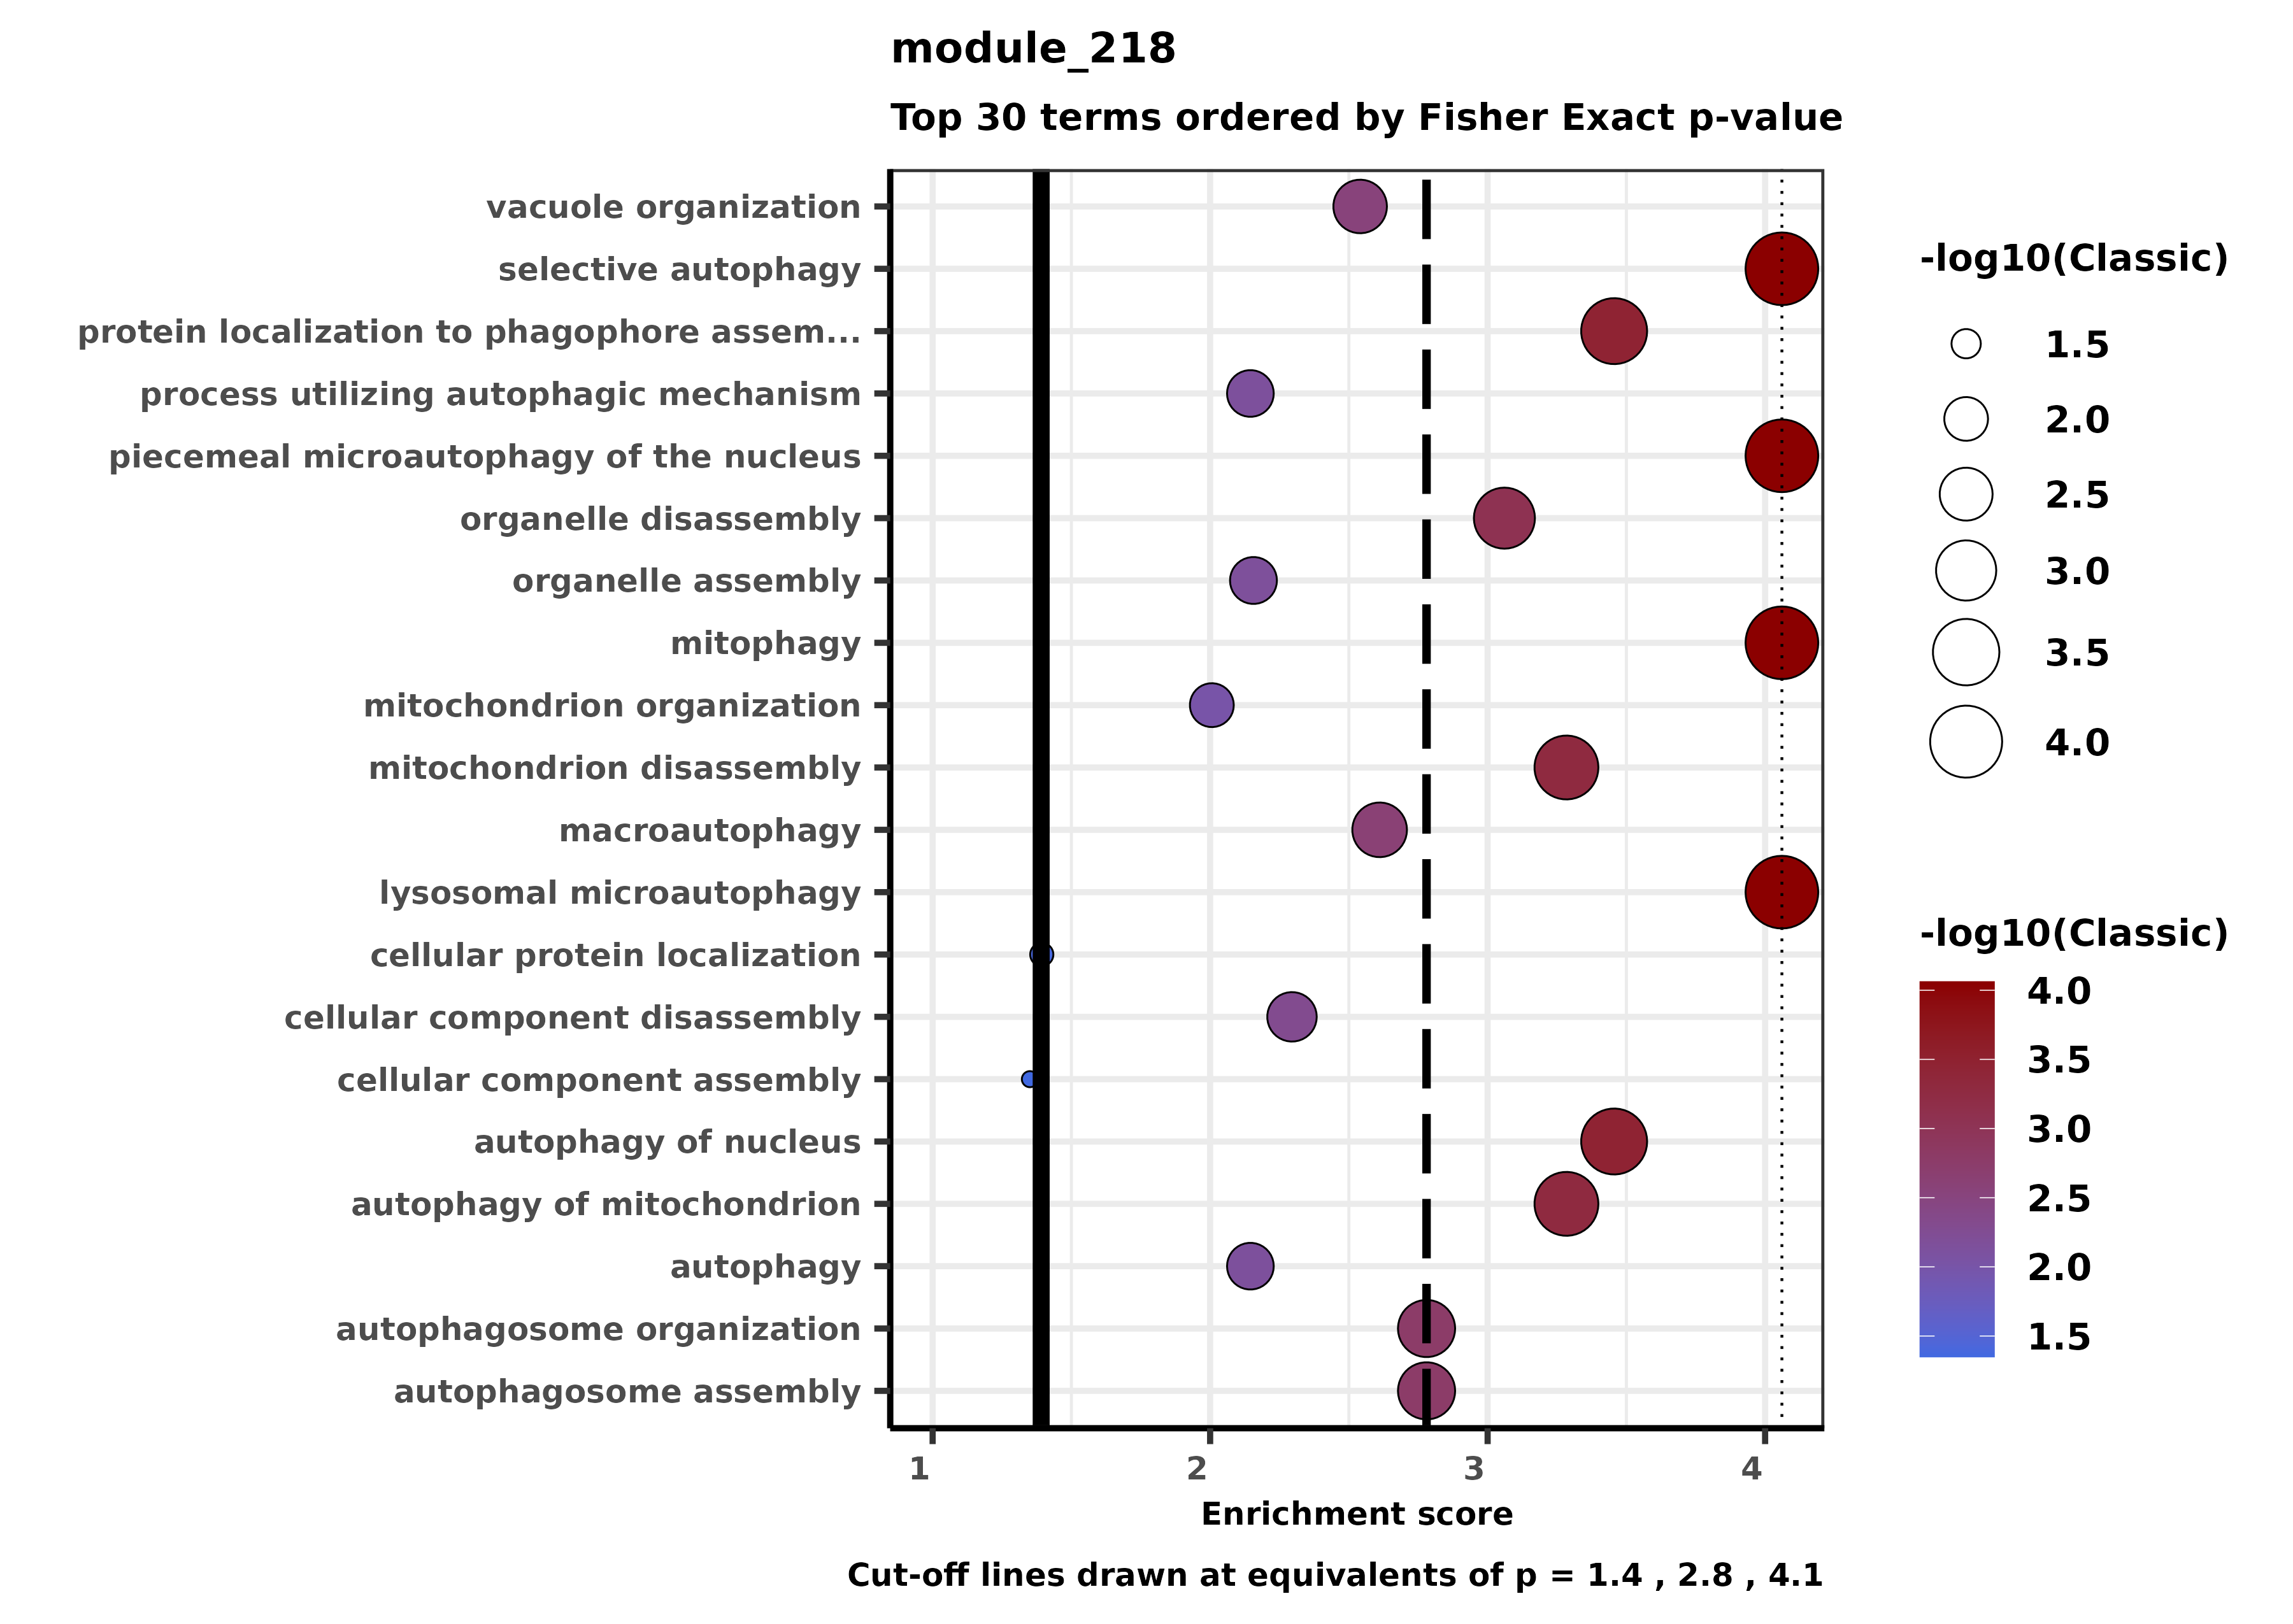 module_218
Top 30 terms ordered by Fisher Exact p-value
vacuole organization
selective autophagy
protein localization to phagophore assem...
process utilizing autophagic mechanism
piecemeal microautophagy of the nucleus
organelle disassembly
organelle assembly
mitophagy
mitochondrion organization
mitochondrion disassembly
macroautophagy
lysosomal microautophagy
cellular protein localization
cellular component disassembly
cellular component assembly
autophagy of nucleus
autophagy of mitochondrion
autophagy
autophagosome organization
autophagosome assembly
1 2 3 4
Enrichment score
Cut-off lines drawn at equivalents of p = 1.4 , 2.8 , 4.1
-log10(Classic)
1.5
2.0
2.5
3.0
3.5
4.0
-log10(Classic)
4.0
3.5
3.0
2.5
2.0
1.5